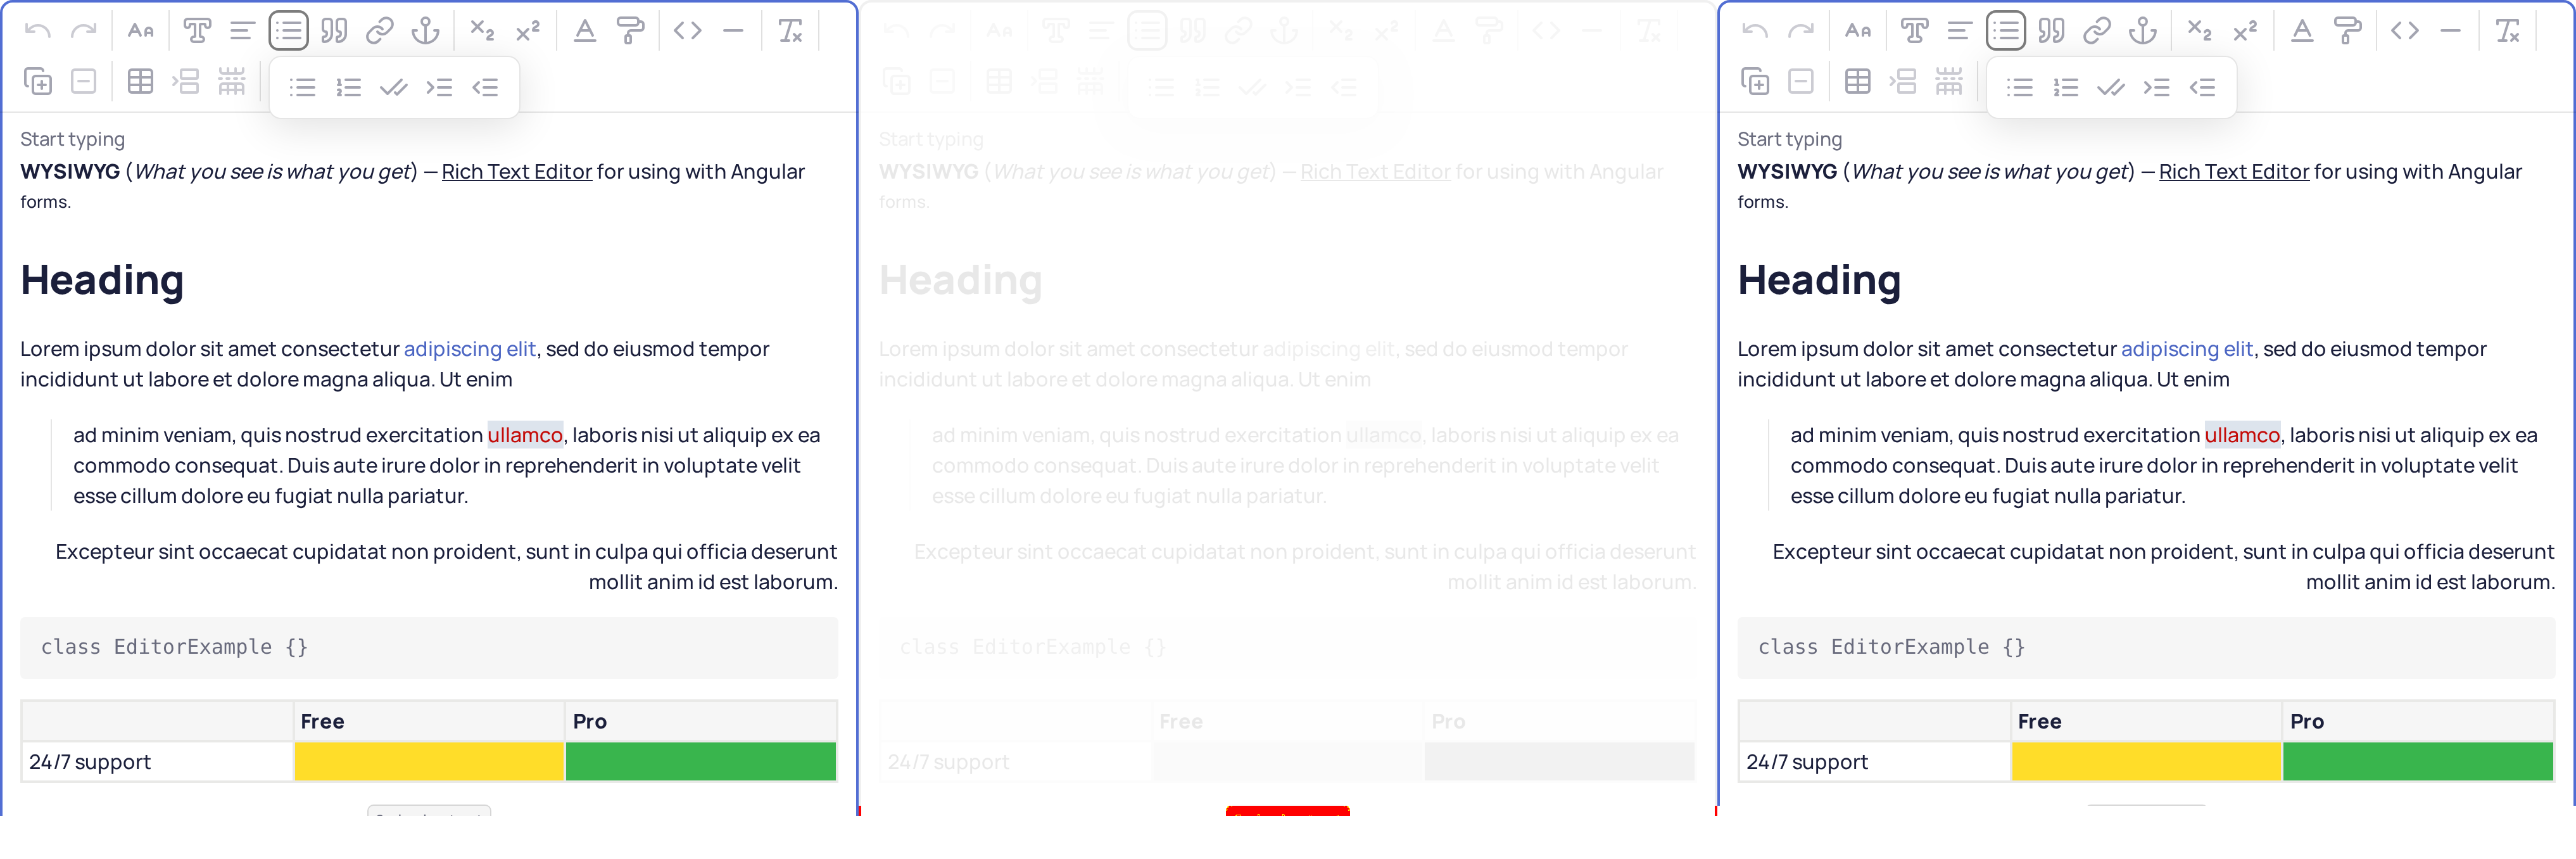 Start typing
WYSIWYG (What you see is what you get) — Rich Text Editor for using with Angular
forms.
Heading
Lorem ipsum dolor sit amet consectetur adipiscing elit, sed do eiusmod tempor
incididunt ut labore et dolore magna aliqua. Ut enim
ad minim veniam, quis nostrud exercitation ullamco, laboris nisi ut aliquip ex ea
commodo consequat. Duis aute irure dolor in reprehenderit in voluptate velit
esse cillum dolore eu fugiat nulla pariatur.
Excepteur sint occaecat cupidatat non proident, sunt in culpa qui officia deserunt
mollit anim id est laborum.
class EditorExample {}
Free Pro
24/7 support
Start typing
WYSIWYG (What you see is what you get) — Rich Text Editor for using with Angular
forms.
Heading
Lorem ipsum dolor sit amet consectetur adipiscing elit, sed do eiusmod tempor
incididunt ut labore et dolore magna aliqua. Ut enim
ad minim veniam, quis nostrud exercitation ullamco, laboris nisi ut aliquip ex ea
commodo consequat. Duis aute irure dolor in reprehenderit in voluptate velit
esse cillum dolore eu fugiat nulla pariatur.
Excepteur sint occaecat cupidatat non proident, sunt in culpa qui officia deserunt
mollit anim id est laborum.
class EditorExample {}
Free Pro
24/7 support
Start typing
WYSIWYG (What you see is what you get) — Rich Text Editor for using with Angular
forms.
Heading
Lorem ipsum dolor sit amet consectetur adipiscing elit, sed do eiusmod tempor
incididunt ut labore et dolore magna aliqua. Ut enim
ad minim veniam, quis nostrud exercitation ullamco, laboris nisi ut aliquip ex ea
commodo consequat. Duis aute irure dolor in reprehenderit in voluptate velit
esse cillum dolore eu fugiat nulla pariatur.
Excepteur sint occaecat cupidatat non proident, sunt in culpa qui officia deserunt
mollit anim id est laborum.
class EditorExample {}
Free Pro
24/7 support